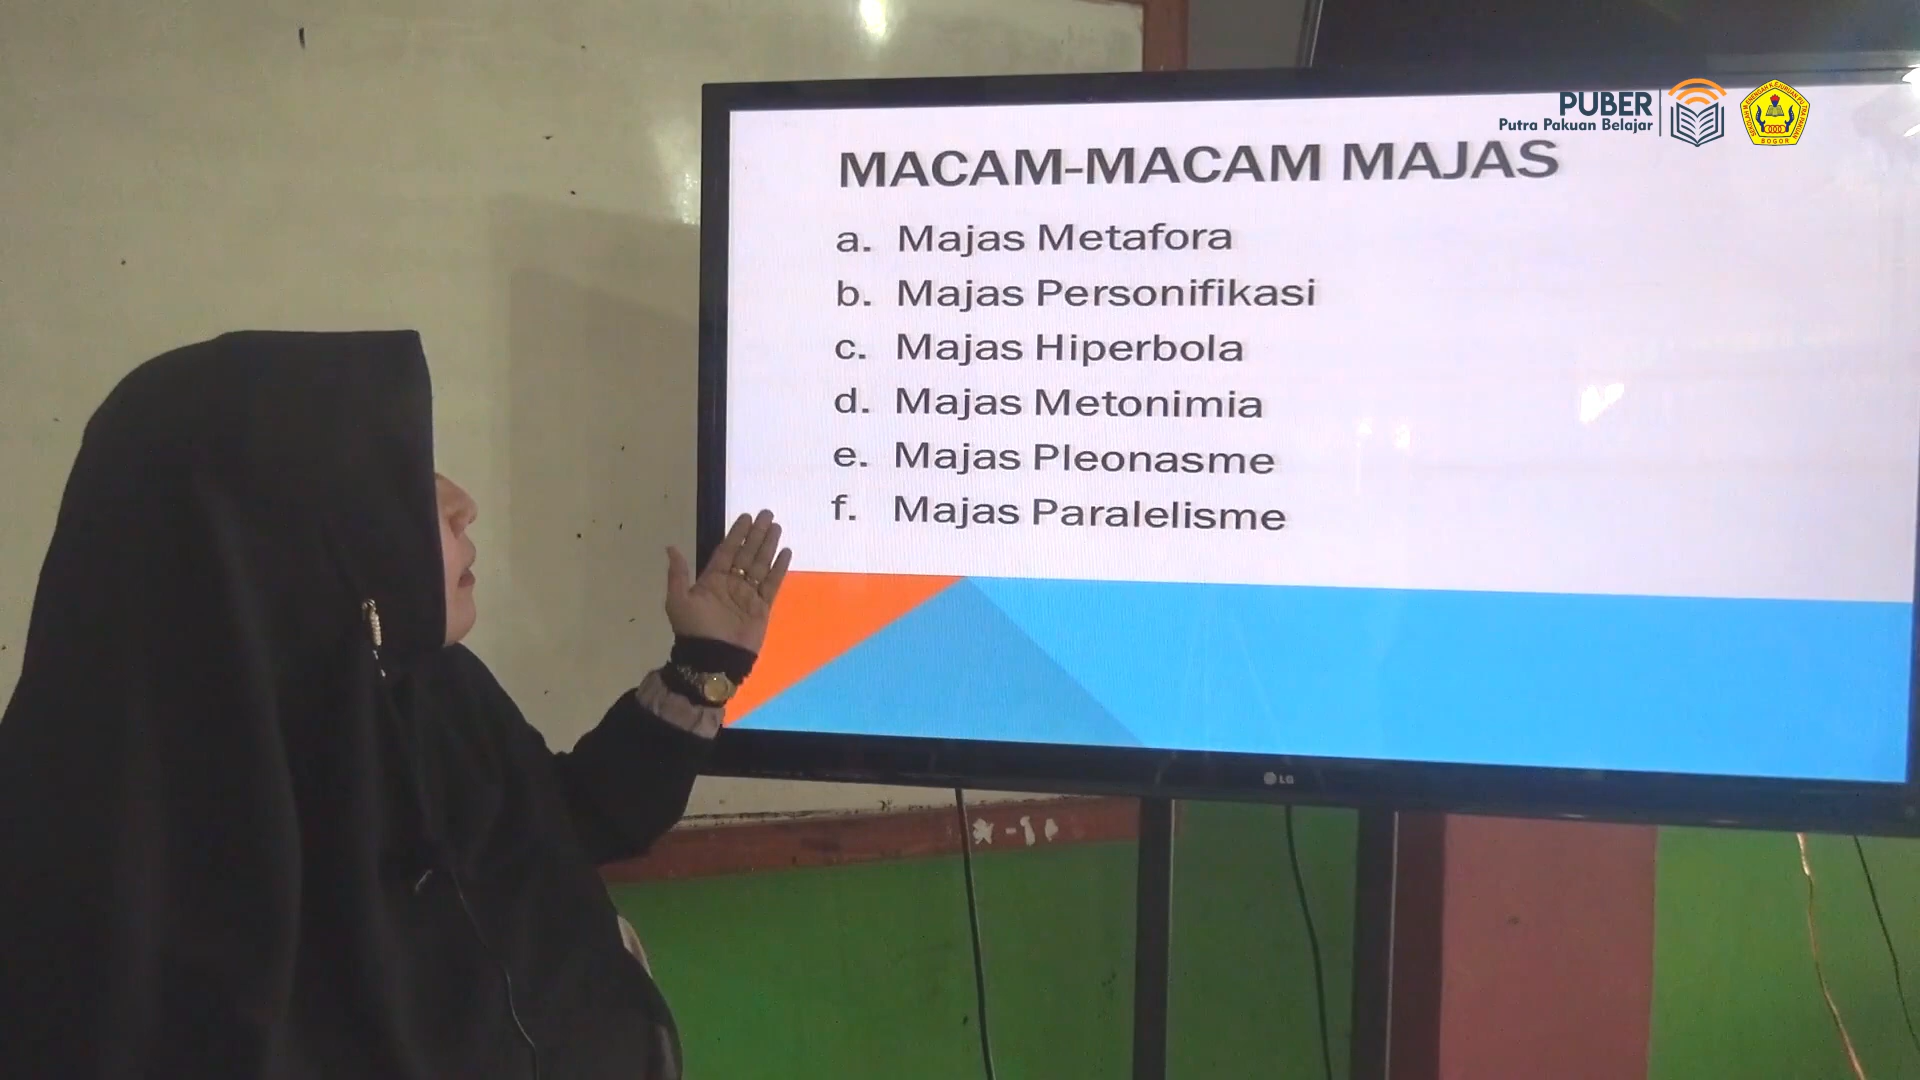 PUBER
Putra Pakuan Belajar
BOGOR
MACAM-MACAM MAJAS
a. Majas Metafora
b. Majas Personifikasi
c. Majas Hiperbola
d. Majas Metonimia
e. Majas Pleonasme
f. Majas Paralelisme
LG